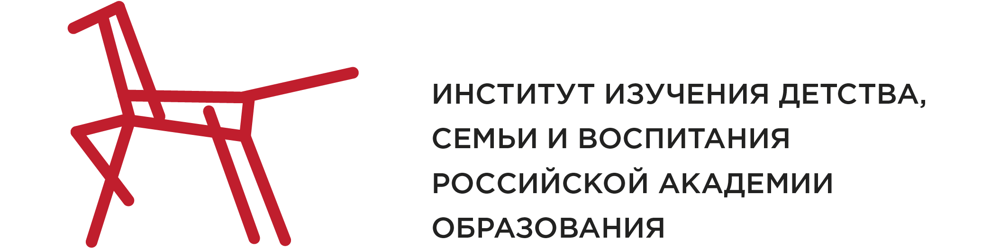 ИНСТИТУТ ИЗУЧЕНИЯ ДЕТСТВА,
СЕМЬИ И ВОСПИТАНИЯ
РОССИЙСКОЙ АКАДЕМИИ
ОБРАЗОВАНИЯ